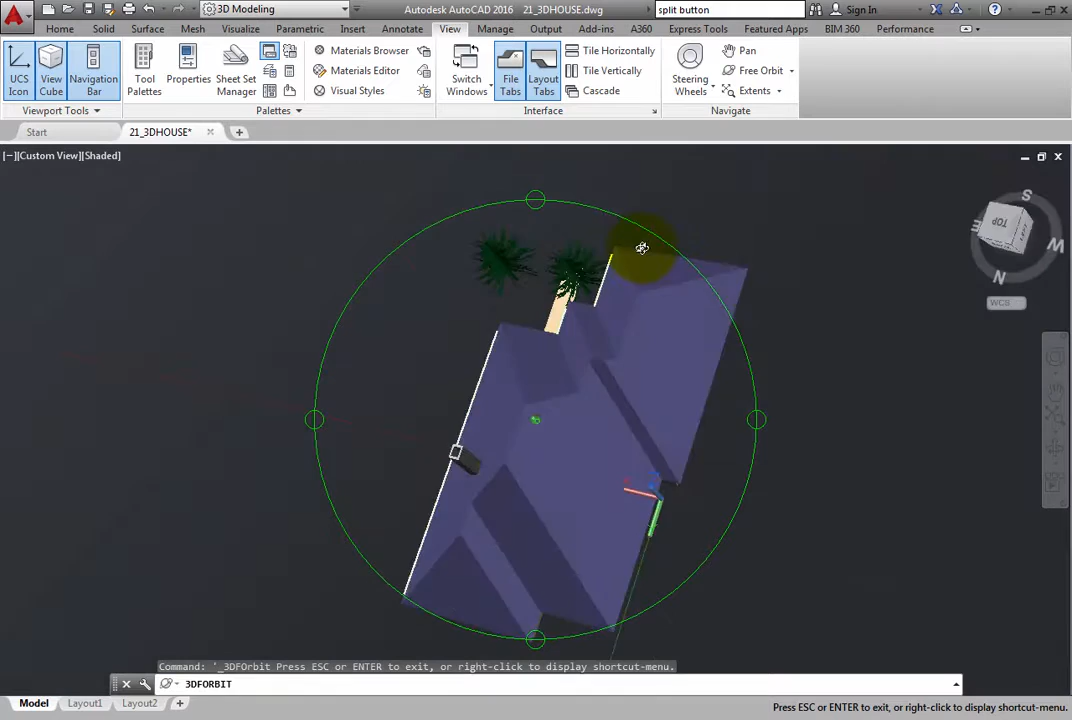 3D Modeling
Autodesk AutoCAD 2016 21_3DHOUSE.dwg
split button
Sign In
Home Solid Surface Mesh Visualize Parametric Insert Annotate View Manage Output Add-ins A360 Express Tools Featured Apps BIM 360 Performance
UCS Icon
View Cube
Navigation Bar
Viewport Tools
Tool Palettes
Properties
Sheet Set Manager
Materials Browser
Materials Editor
Visual Styles
Palettes
Switch Windows
File Tabs
Layout Tabs
Tile Horizontally
Tile Vertically
Cascade
Interface
Steering Wheels
Pan
Free Orbit
Extents
Navigate
Start
21_3DHOUSE*
[−][Custom View][Shaded]
S
E
TOP
W
N
WCS
Command: '_3DFOrbit Press ESC or ENTER to exit, or right-click to display shortcut-menu.
3DFORBIT
Model Layout1 Layout2
Press ESC or ENTER to exit, or right-click to display shortcut-menu.